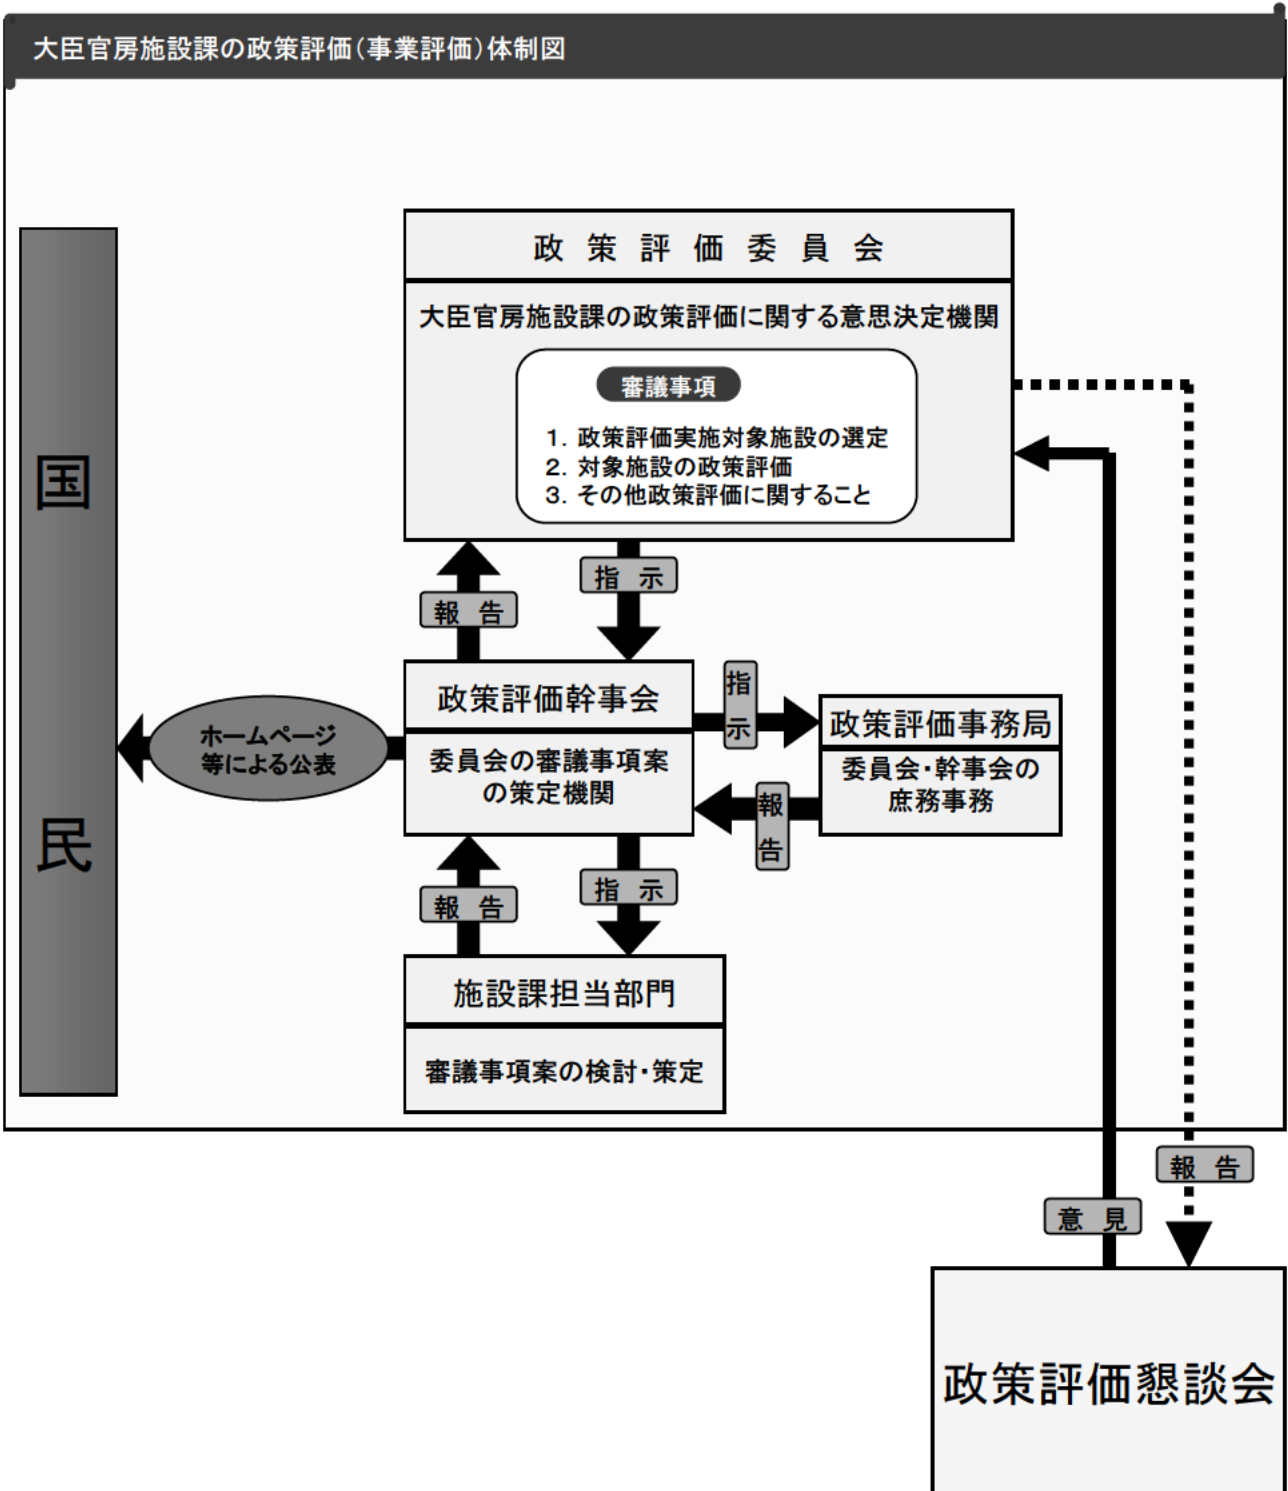 大臣官房施設課の政策評価（事業評価）体制図
政策評価委員会
大臣官房施設課の政策評価に関する意思決定機関
審議事項
1. 政策評価実施対象施設の選定
2. 対象施設の政策評価
3. その他政策評価に関すること
国民
報告
指示
政策評価幹事会
委員会の審議事項案
の策定機関
ホームページ
等による公表
指示
報告
政策評価事務局
委員会・幹事会の
庶務事務
報告
指示
施設課担当部門
審議事項案の検討・策定
報告
意見
政策評価懇談会